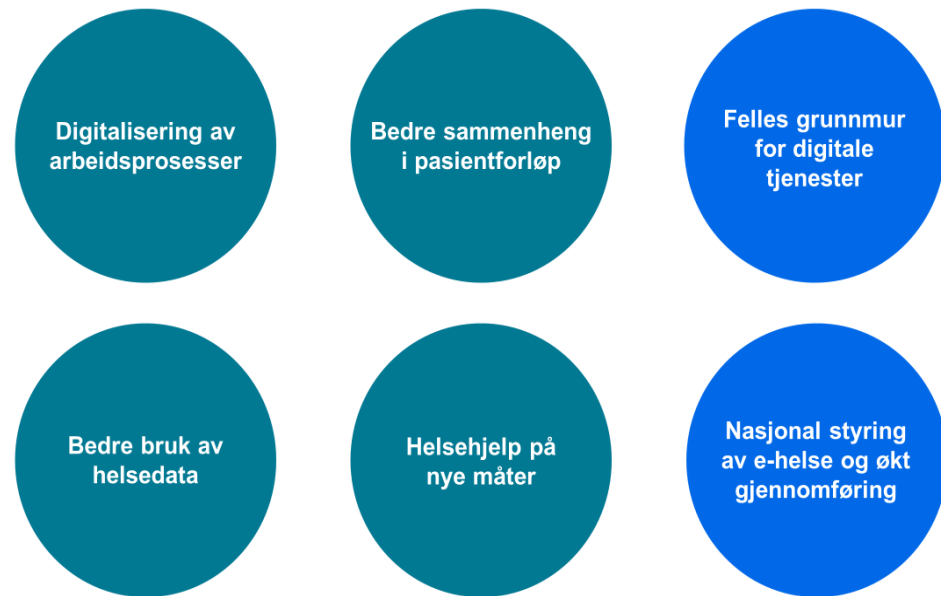 Digitalisering av
arbeidsprosesser
Bedre sammenheng
i pasientforløp
Felles grunnmur
for digitale
tjenester
Bedre bruk av
helsedata
Helsehjelp på
nye måter
Nasjonal styring
av e-helse og økt
gjennomføring